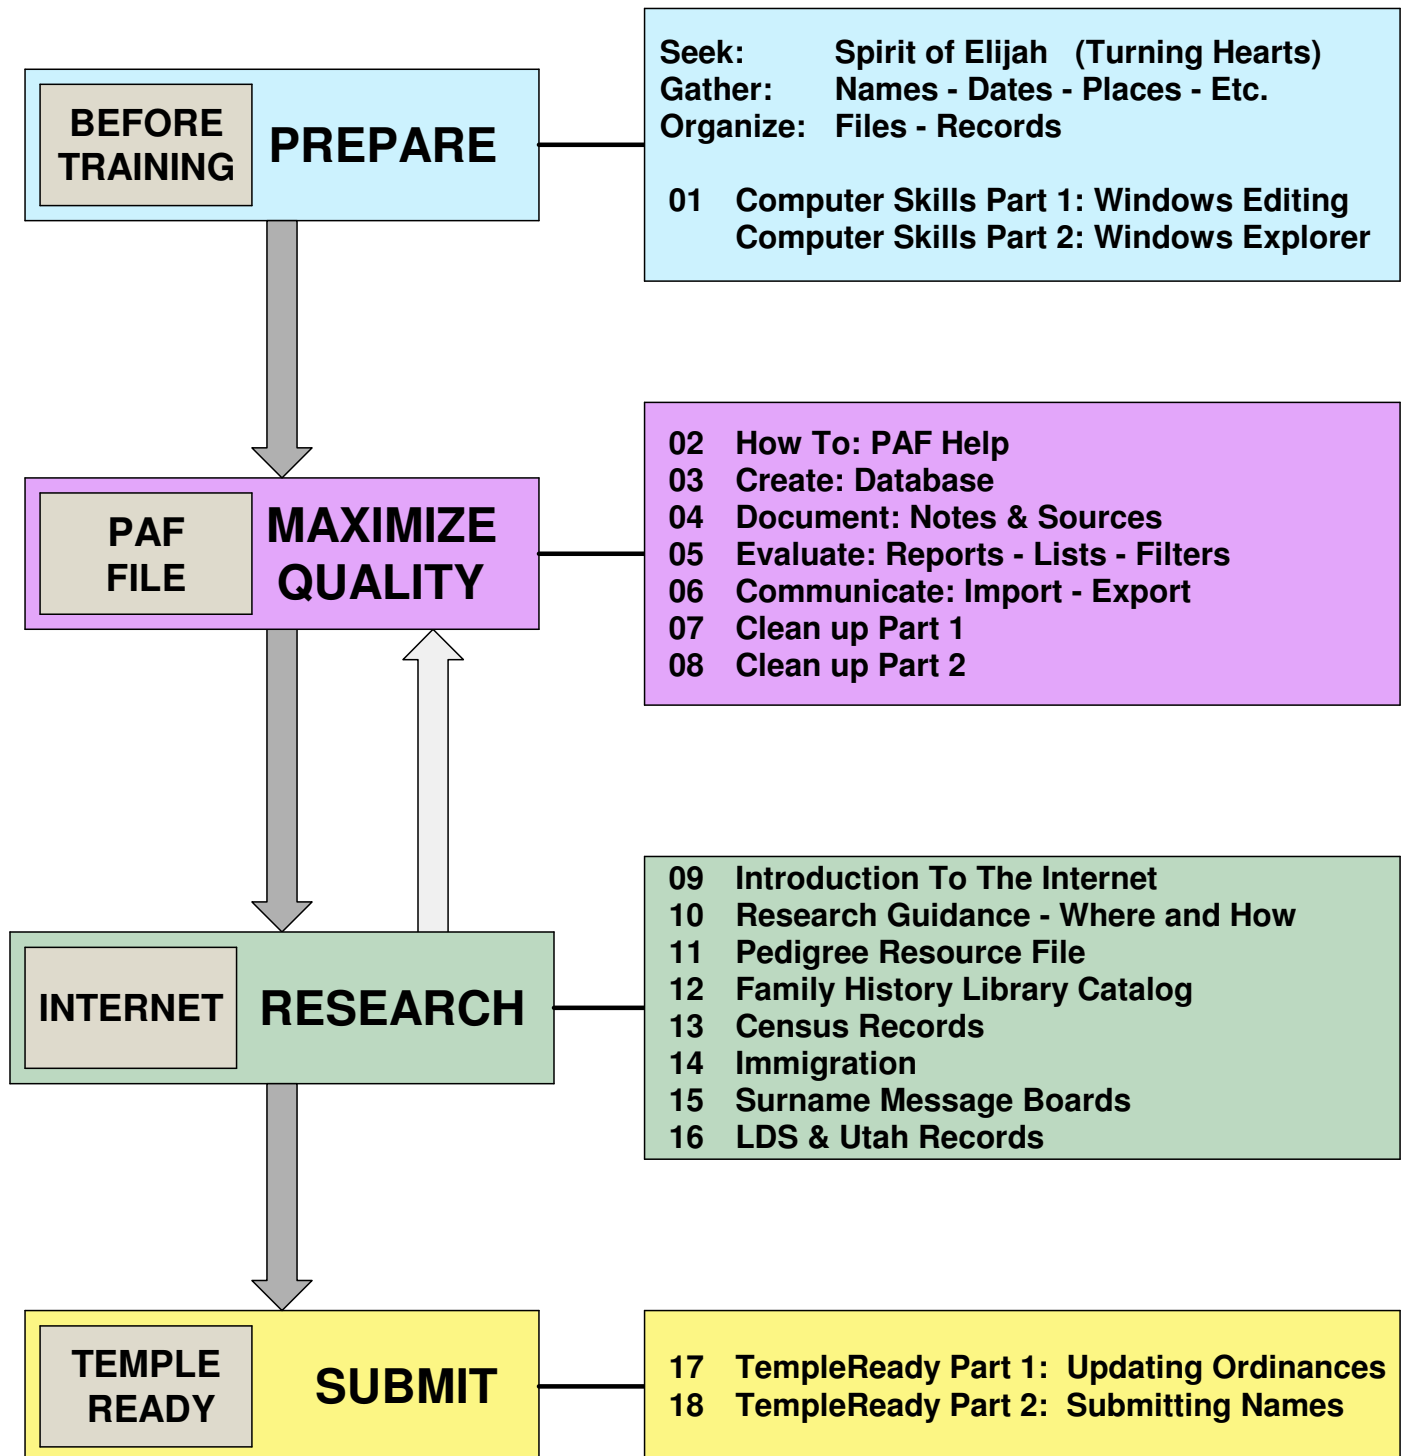 BEFORE
TRAINING
PREPARE
Seek: Spirit of Elijah (Turning Hearts)
Gather: Names - Dates - Places - Etc.
Organize: Files - Records
01 Computer Skills Part 1: Windows Editing
Computer Skills Part 2: Windows Explorer
PAF
FILE
MAXIMIZE
QUALITY
02 How To: PAF Help
03 Create: Database
04 Document: Notes & Sources
05 Evaluate: Reports - Lists - Filters
06 Communicate: Import - Export
07 Clean up Part 1
08 Clean up Part 2
INTERNET
RESEARCH
09 Introduction To The Internet
10 Research Guidance - Where and How
11 Pedigree Resource File
12 Family History Library Catalog
13 Census Records
14 Immigration
15 Surname Message Boards
16 LDS & Utah Records
TEMPLE
READY
SUBMIT
17 TempleReady Part 1: Updating Ordinances
18 TempleReady Part 2: Submitting Names